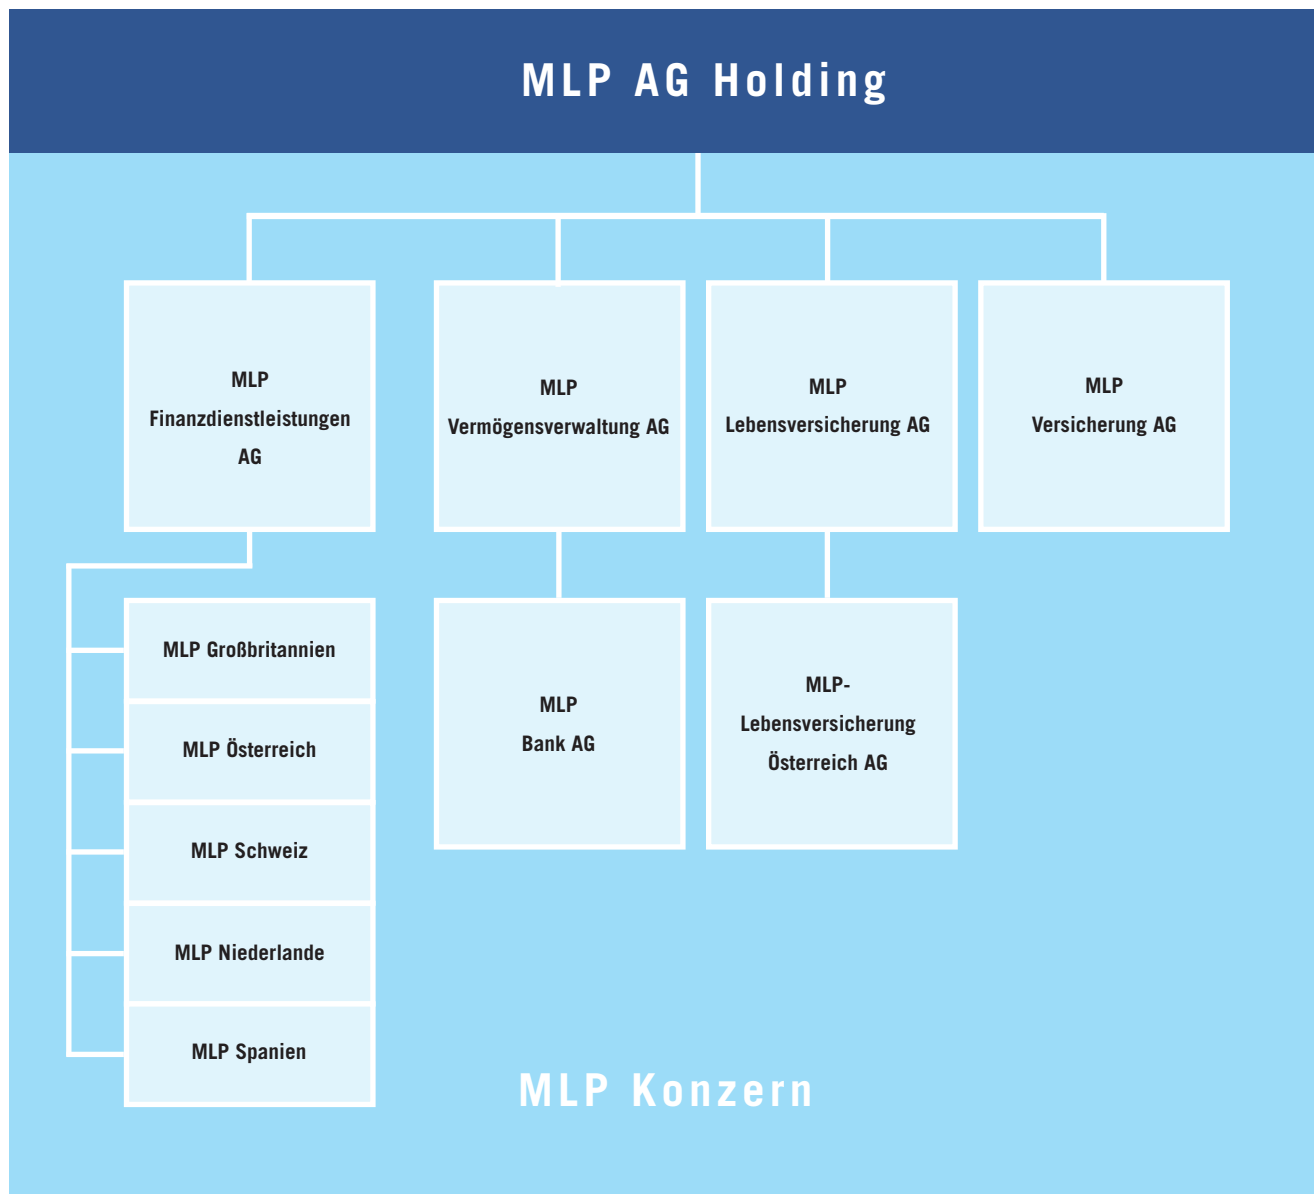 MLP AG Holding
MLP
Finanzdienstleistungen
AG
MLP
Vermögensverwaltung AG
MLP
Lebensversicherung AG
MLP
Versicherung AG
MLP Großbritannien
MLP Österreich
MLP Schweiz
MLP Niederlande
MLP Spanien
MLP
Bank AG
MLP-
Lebensversicherung
Österreich AG
MLP Konzern